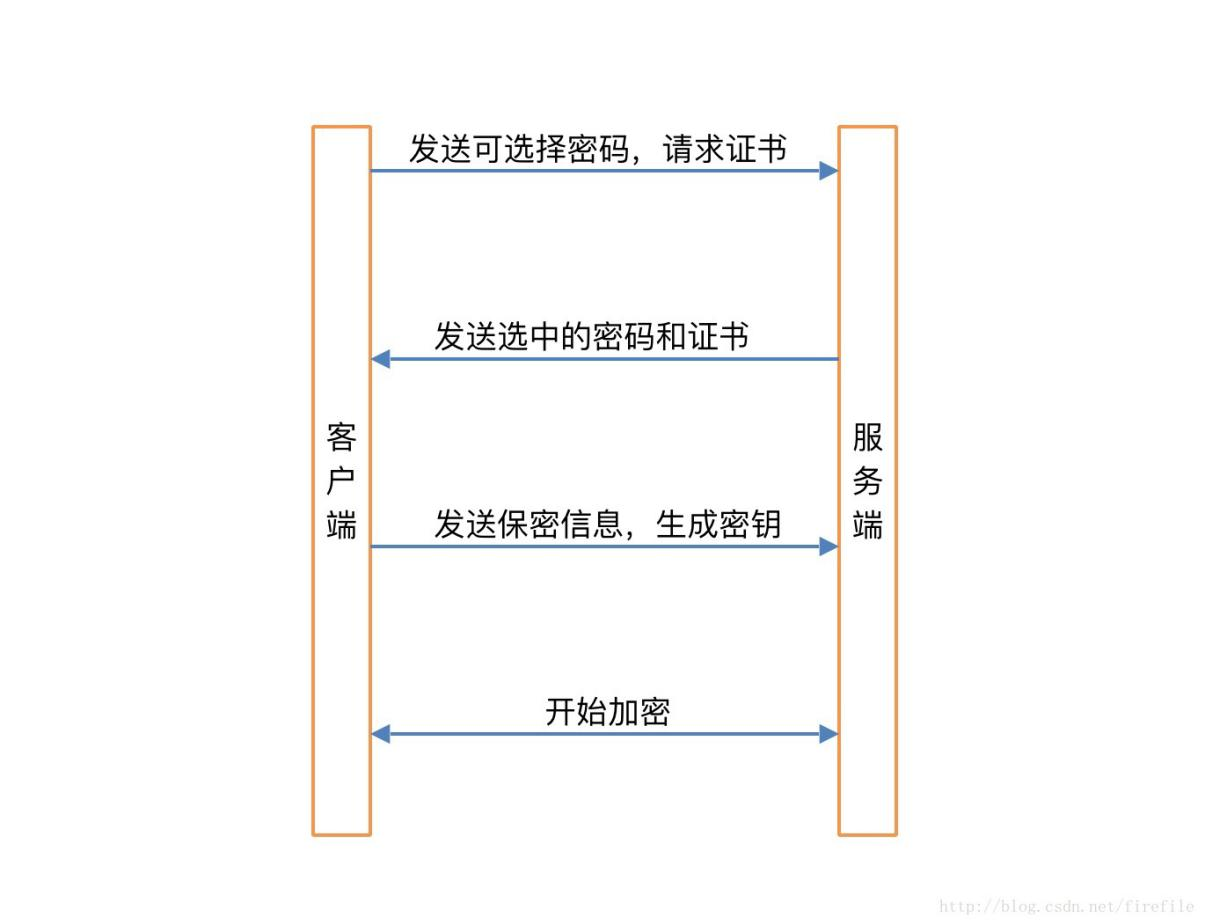 发送可选择密码，请求证书
发送选中的密码和证书
客户端
服务端
发送保密信息，生成密钥
开始加密
http://blog.csdn.net/firefile